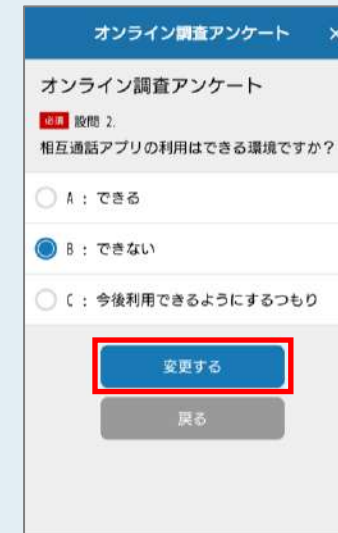 オンライン調査アンケート ×
オンライン調査アンケート
必須 設問 2.
相互通話アプリの利用はできる環境ですか？
A : できる
B : できない
C : 今後利用できるようにするつもり
変更する
戻る